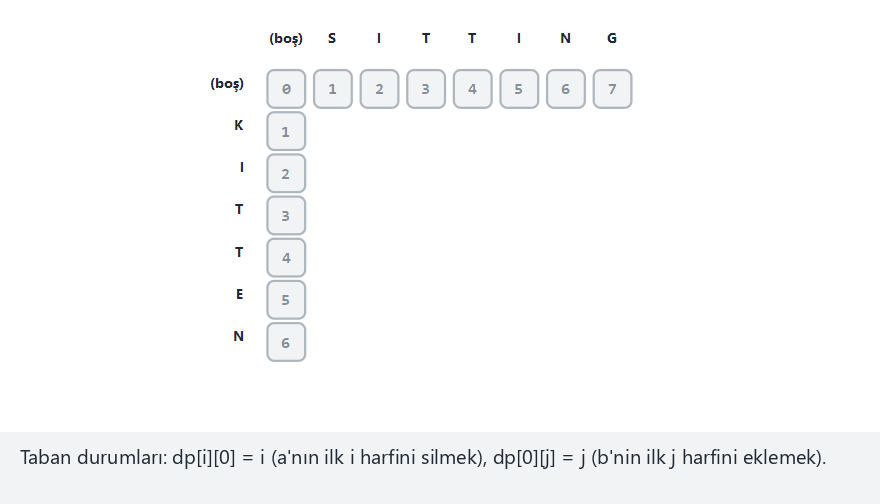 (boş) S I T T I N G
(boş) 0 1 2 3 4 5 6 7
K 1
I 2
T 3
T 4
E 5
N 6
Taban durumları: dp[i][0] = i (a'nın ilk i harfini silmek), dp[0][j] = j (b'nin ilk j harfini eklemek).